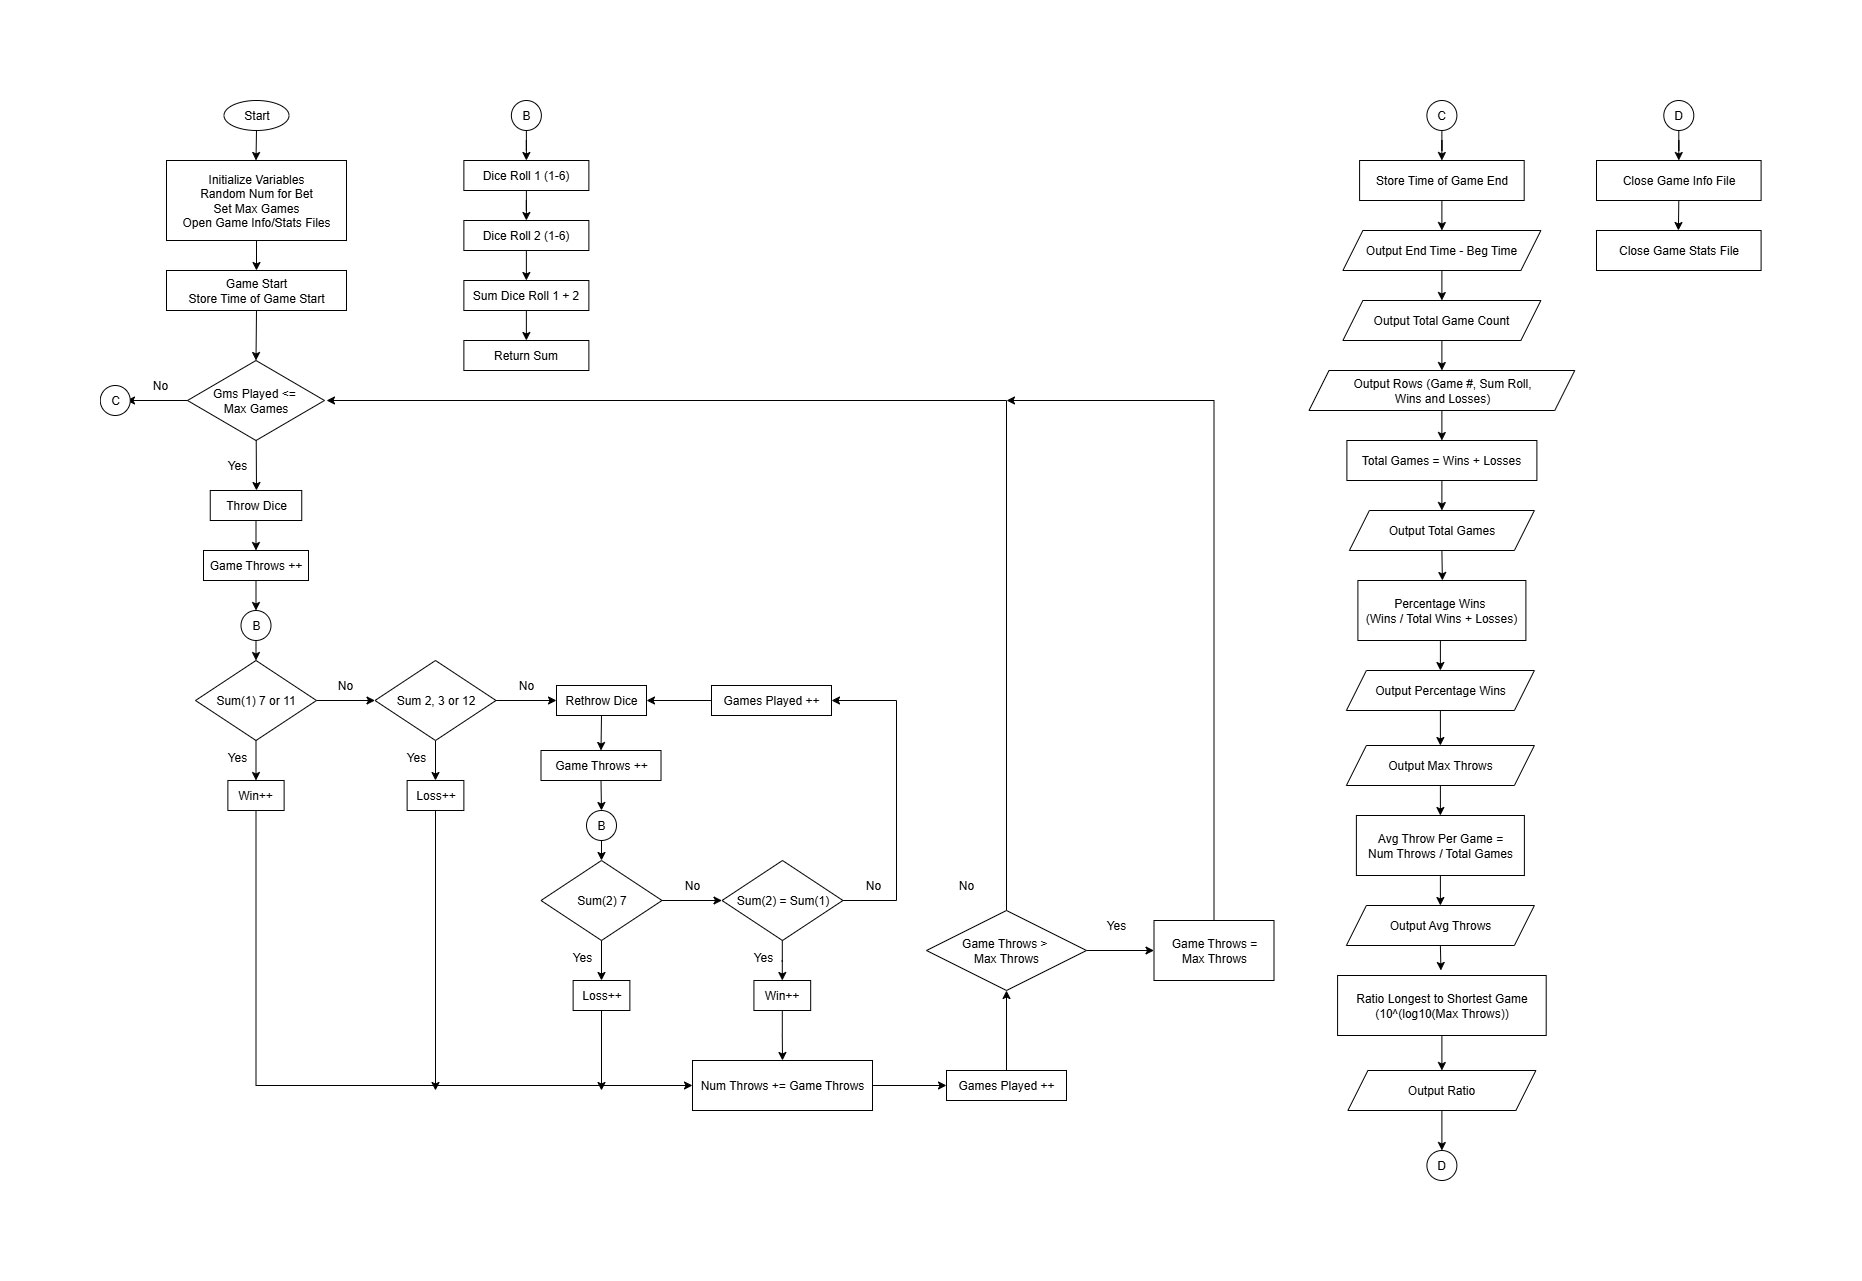 Start
Initialize Variables
Random Num for Bet
Set Max Games
Open Game Info/Stats Files
Game Start
Store Time of Game Start
Gms Played <=
Max Games
No
C
Yes
Throw Dice
Game Throws ++
B
Sum(1) 7 or 11
No
Yes
Win++
Sum 2, 3 or 12
No
Yes
Loss++
Rethrow Dice
Games Played ++
Game Throws ++
B
Sum(2) 7
No
Yes
Loss++
Sum(2) = Sum(1)
No
Yes
Win++
Num Throws += Game Throws
Games Played ++
Game Throws >
Max Throws
No
Yes
Game Throws =
Max Throws
B
Dice Roll 1 (1-6)
Dice Roll 2 (1-6)
Sum Dice Roll 1 + 2
Return Sum
C
Store Time of Game End
Output End Time - Beg Time
Output Total Game Count
Output Rows (Game #, Sum Roll,
Wins and Losses)
Total Games = Wins + Losses
Output Total Games
Percentage Wins
(Wins / Total Wins + Losses)
Output Percentage Wins
Output Max Throws
Avg Throw Per Game =
Num Throws / Total Games
Output Avg Throws
Ratio Longest to Shortest Game
(10^(log10(Max Throws))
Output Ratio
D
D
Close Game Info File
Close Game Stats File